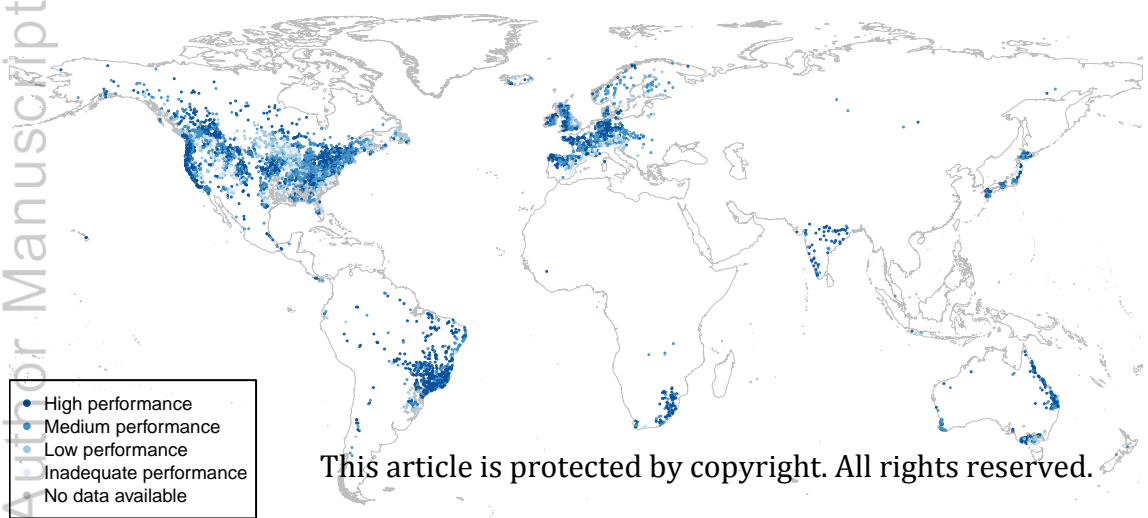 Author Manuscript
High performance
Medium performance
Low performance
Inadequate performance
No data available
This article is protected by copyright. All rights reserved.